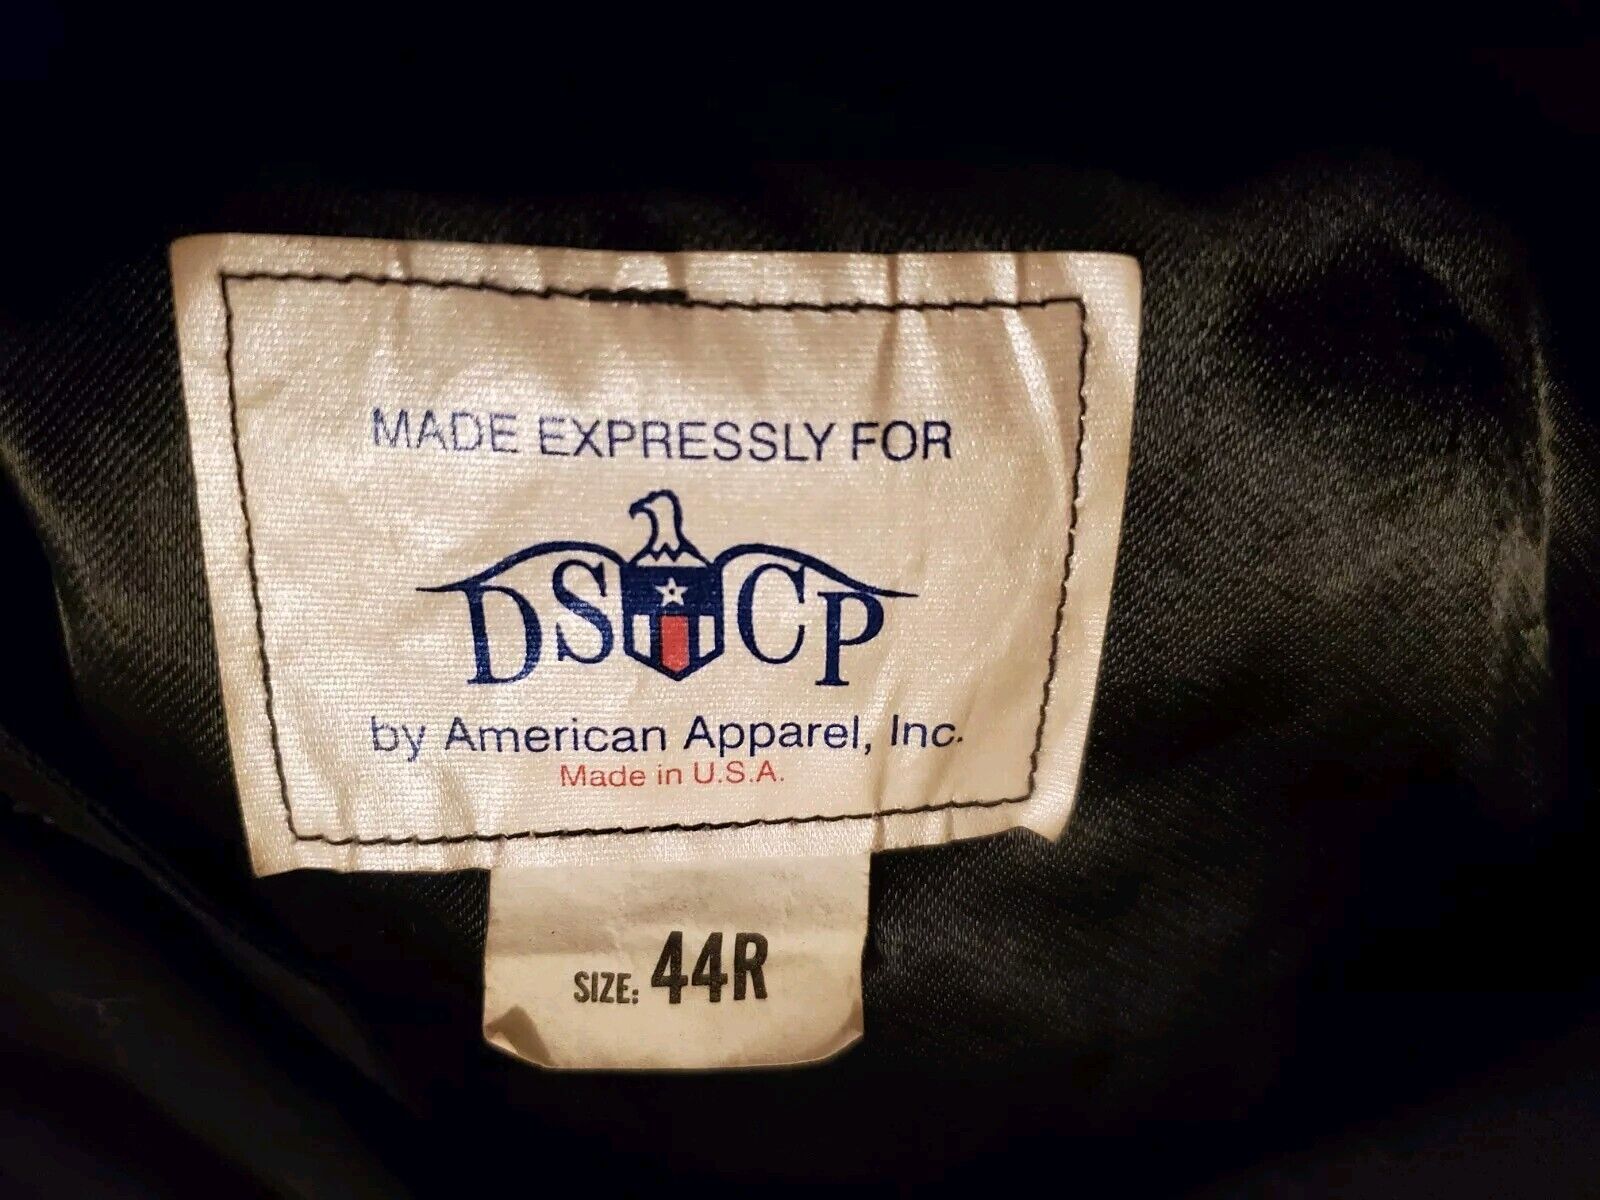 MADE EXPRESSLY FOR
DSCP
by American Apparel, Inc.
Made in U.S.A.
SIZE: 44R